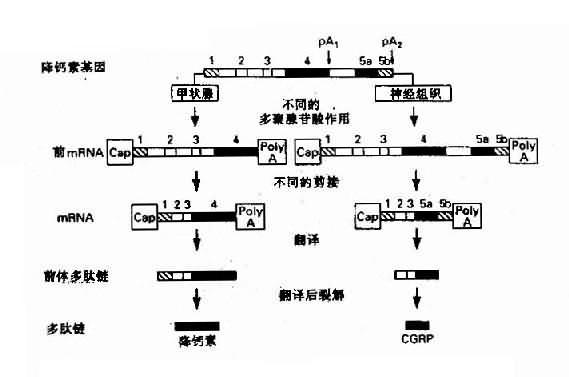 pA1 pA2
1 2 3 4 5a 5b
降钙素基因
甲状腺 神经组织
不同的
多聚腺苷酸作用
1 2 3 4 1 2 3 4 5a 5b
前mRNA Cap Poly A Cap Poly A
不同的剪接
1 2 3 4 1 2 3 5a 5b
mRNA Cap Poly A Cap Poly A
翻译
前体多肽链
翻译后裂解
多肽链
降钙素 CGRP